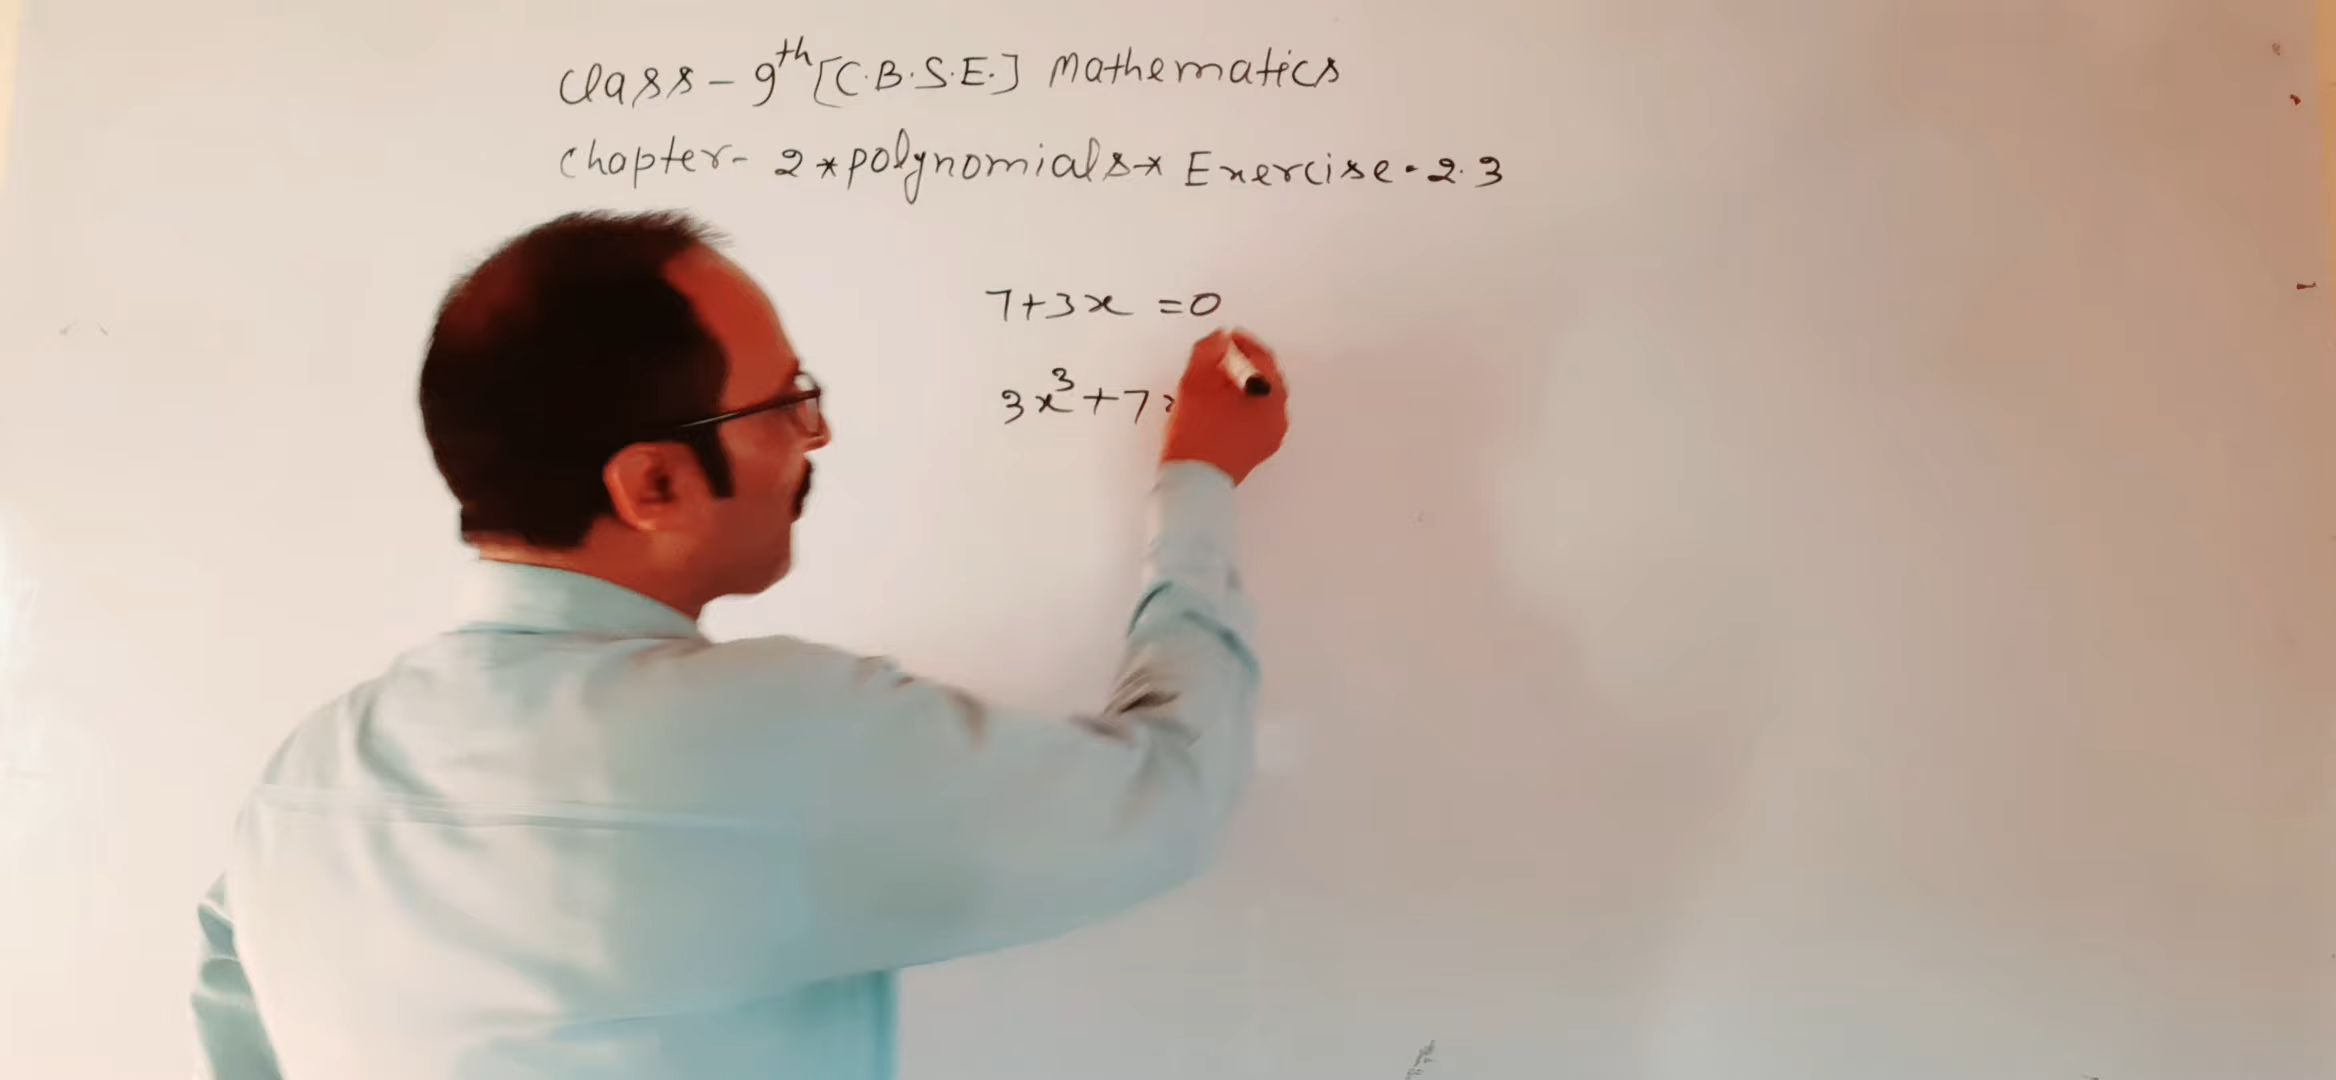 Class - 9th [C.B.S.E.] Mathematics
Chapter - 2 * polynomials * Exercise - 2.3
7+3x = 0
3x³+7x